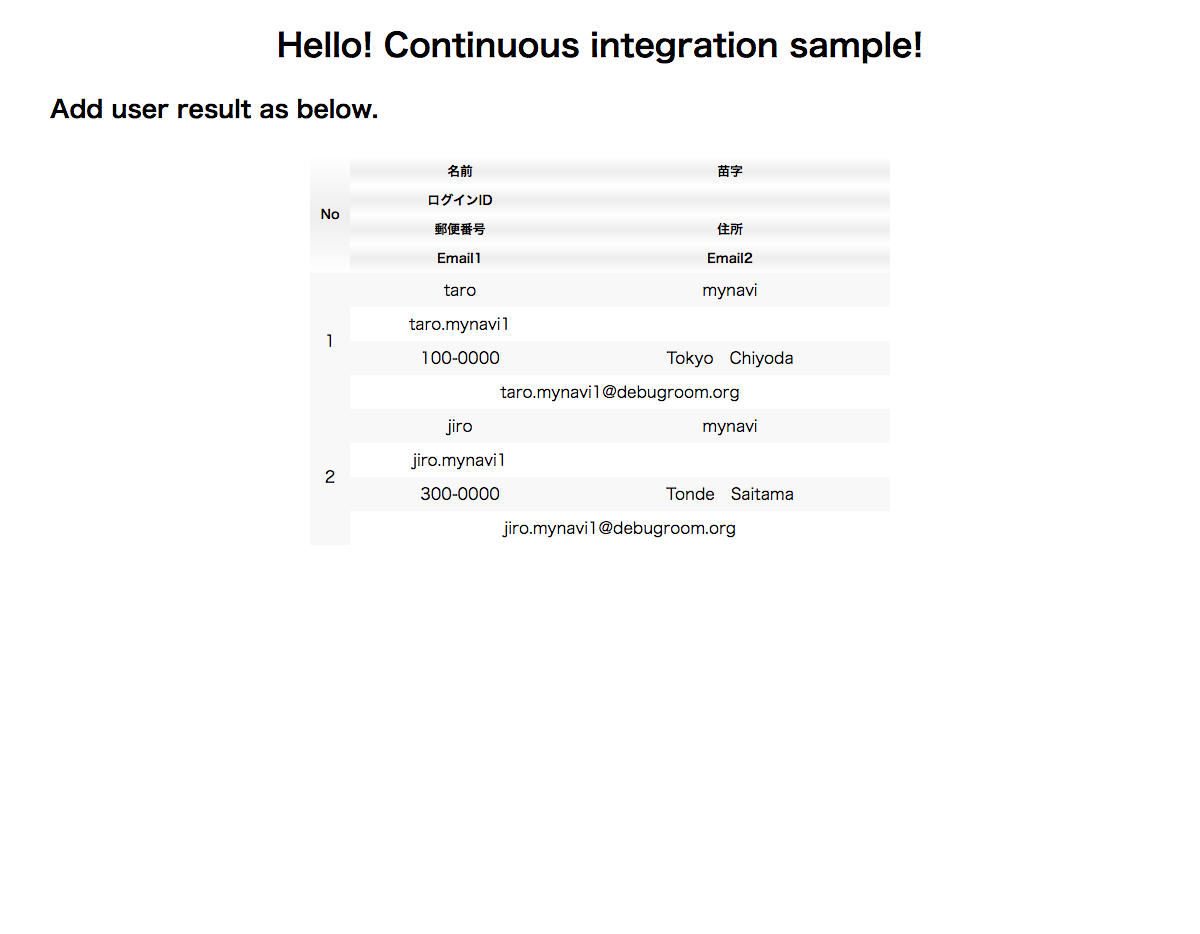 Hello! Continuous integration sample!
Add user result as below.
No
名前 苗字
ログインID
郵便番号 住所
Email1 Email2
1
taro mynavi
taro.mynavi1
100-0000 Tokyo　Chiyoda
taro.mynavi1@debugroom.org
2
jiro mynavi
jiro.mynavi1
300-0000 Tonde　Saitama
jiro.mynavi1@debugroom.org